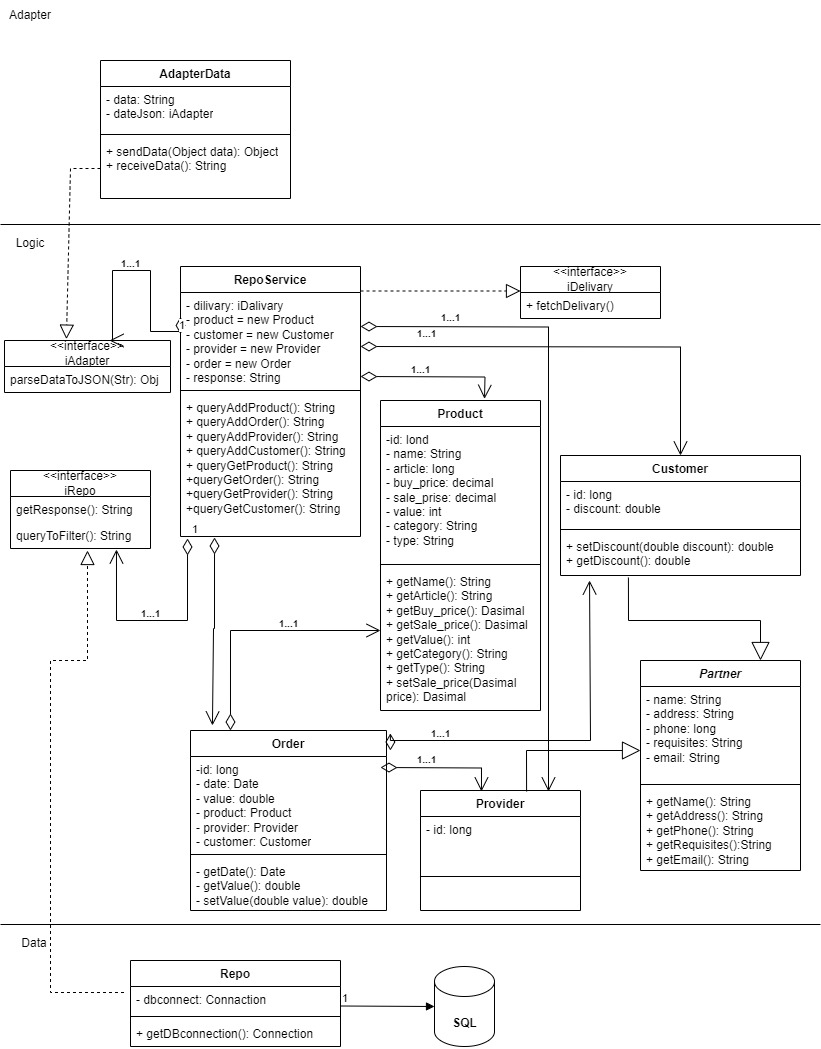 Adapter
AdapterData
- data: String
- dateJson: iAdapter
+ sendData(Object data): Object
+ receiveData(): String
Logic
1...1
RepoService
- dilivary: iDalivary
- product = new Product
- customer = new Customer
- provider = new Provider
- order = new Order
- response: String
+ queryAddProduct(): String
+ queryAddOrder(): String
+ queryAddProvider(): String
+ queryAddCustomer(): String
+ queryGetProduct(): String
+queryGetOrder(): String
+queryGetProvider(): String
+queryGetCustomer(): String
1
1
<<interface>>
iDelivary
+ fetchDelivary()
1...1
1...1
1...1
<<interface>>
iAdapter
parseDataToJSON(Str): Obj
<<interface>>
iRepo
getResponse(): String
queryToFilter(): String
1...1
Product
-id: lond
- name: String
- article: long
- buy_price: decimal
- sale_prise: decimal
- value: int
- category: String
- type: String
+ getName(): String
+ getArticle(): String
+ getBuy_price(): Dasimal
+ getSale_price(): Dasimal
+ getValue(): int
+ getCategory(): String
+ getType(): String
+ setSale_price(Dasimal
price): Dasimal
Customer
- id: long
- discount: double
+ setDiscount(double discount): double
+ getDiscount(): double
1...1
Partner
- name: String
- address: String
- phone: long
- requisites: String
- email: String
+ getName(): String
+ getAddress(): String
+ getPhone(): String
+ getRequisites():String
+ getEmail(): String
Order
-id: long
- date: Date
- value: double
- product: Product
- provider: Provider
- customer: Customer
- getDate(): Date
- getValue(): double
- setValue(double value): double
1...1
1...1
Provider
- id: long
Data
Repo
- dbconnect: Connaction
+ getDBconnection(): Connection
1
SQL